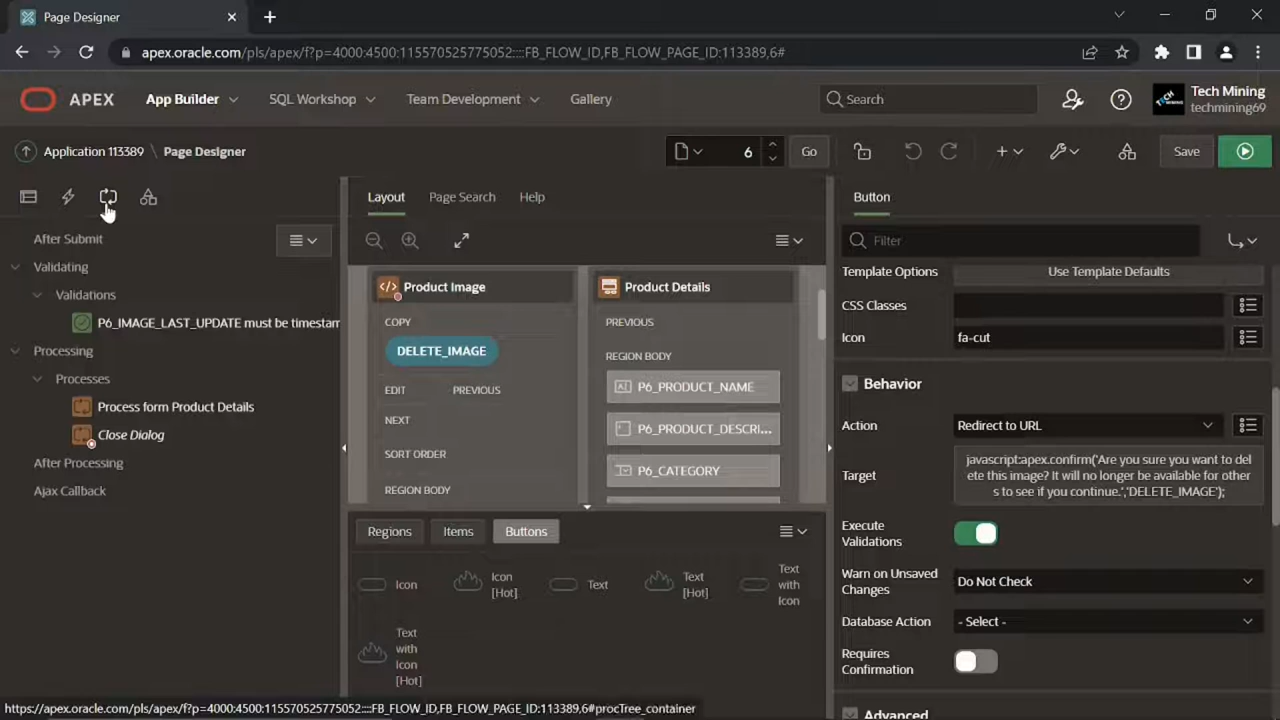 Page Designer
apex.oracle.com/pls/apex/f?p=4000:4500:115570525775052::::FB_FLOW_ID,FB_FLOW_PAGE_ID:113389,6#
APEX
App Builder
SQL Workshop
Team Development
Gallery
Search
Tech Mining
techmining69
Application 113389 \ Page Designer
6
Go
Save
Layout
Page Search
Help
Button
Filter
After Submit
Validating
Validations
P6_IMAGE_LAST_UPDATE must be timestam
Processing
Processes
Process form Product Details
Close Dialog
After Processing
Ajax Callback
Product Image
COPY
DELETE_IMAGE
EDIT
PREVIOUS
NEXT
SORT ORDER
REGION BODY
Product Details
PREVIOUS
REGION BODY
P6_PRODUCT_NAME
P6_PRODUCT_DESCRI...
P6_CATEGORY
Regions
Items
Buttons
Icon
Icon
[Hot]
Text
Text
[Hot]
Text
with
Icon
Text
with
Icon
[Hot]
Template Options
Use Template Defaults
CSS Classes
Icon
fa-cut
Behavior
Action
Redirect to URL
Target
javascript:apex.confirm('Are you sure you want to del
ete this image? It will no longer be available for other
s to see if you continue.','DELETE_IMAGE');
Execute
Validations
Warn on Unsaved
Changes
Do Not Check
Database Action
- Select -
Requires
Confirmation
Advanced
https://apex.oracle.com/pls/apex/f?p=4000:4500:115570525775052::::FB_FLOW_ID,FB_FLOW_PAGE_ID:113389,6#procTree_container